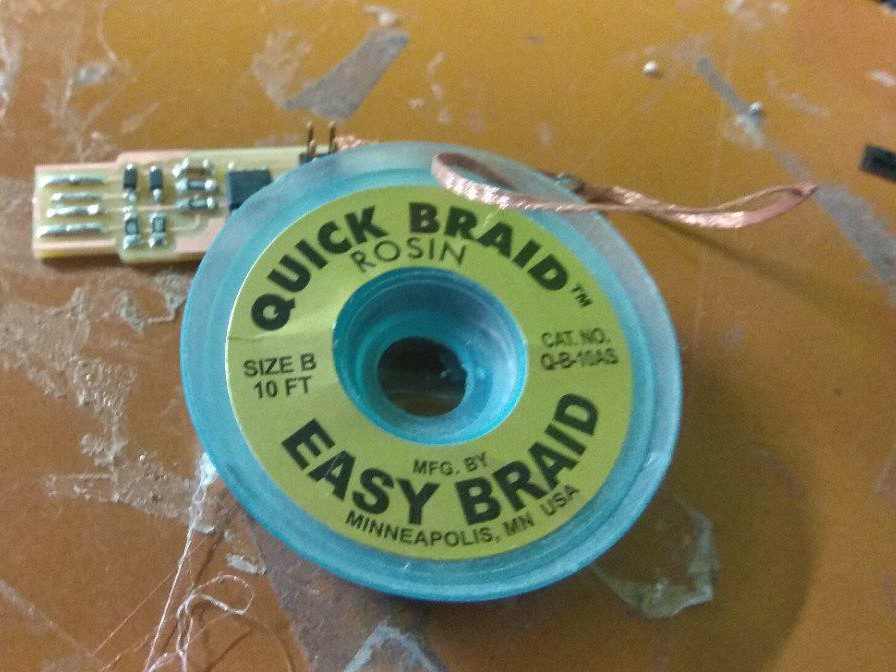 QUICK BRAID™
ROSIN
SIZE B
10 FT
CAT. NO.
Q-B-10AS
MFG. BY
EASY BRAID
MINNEAPOLIS, MN USA